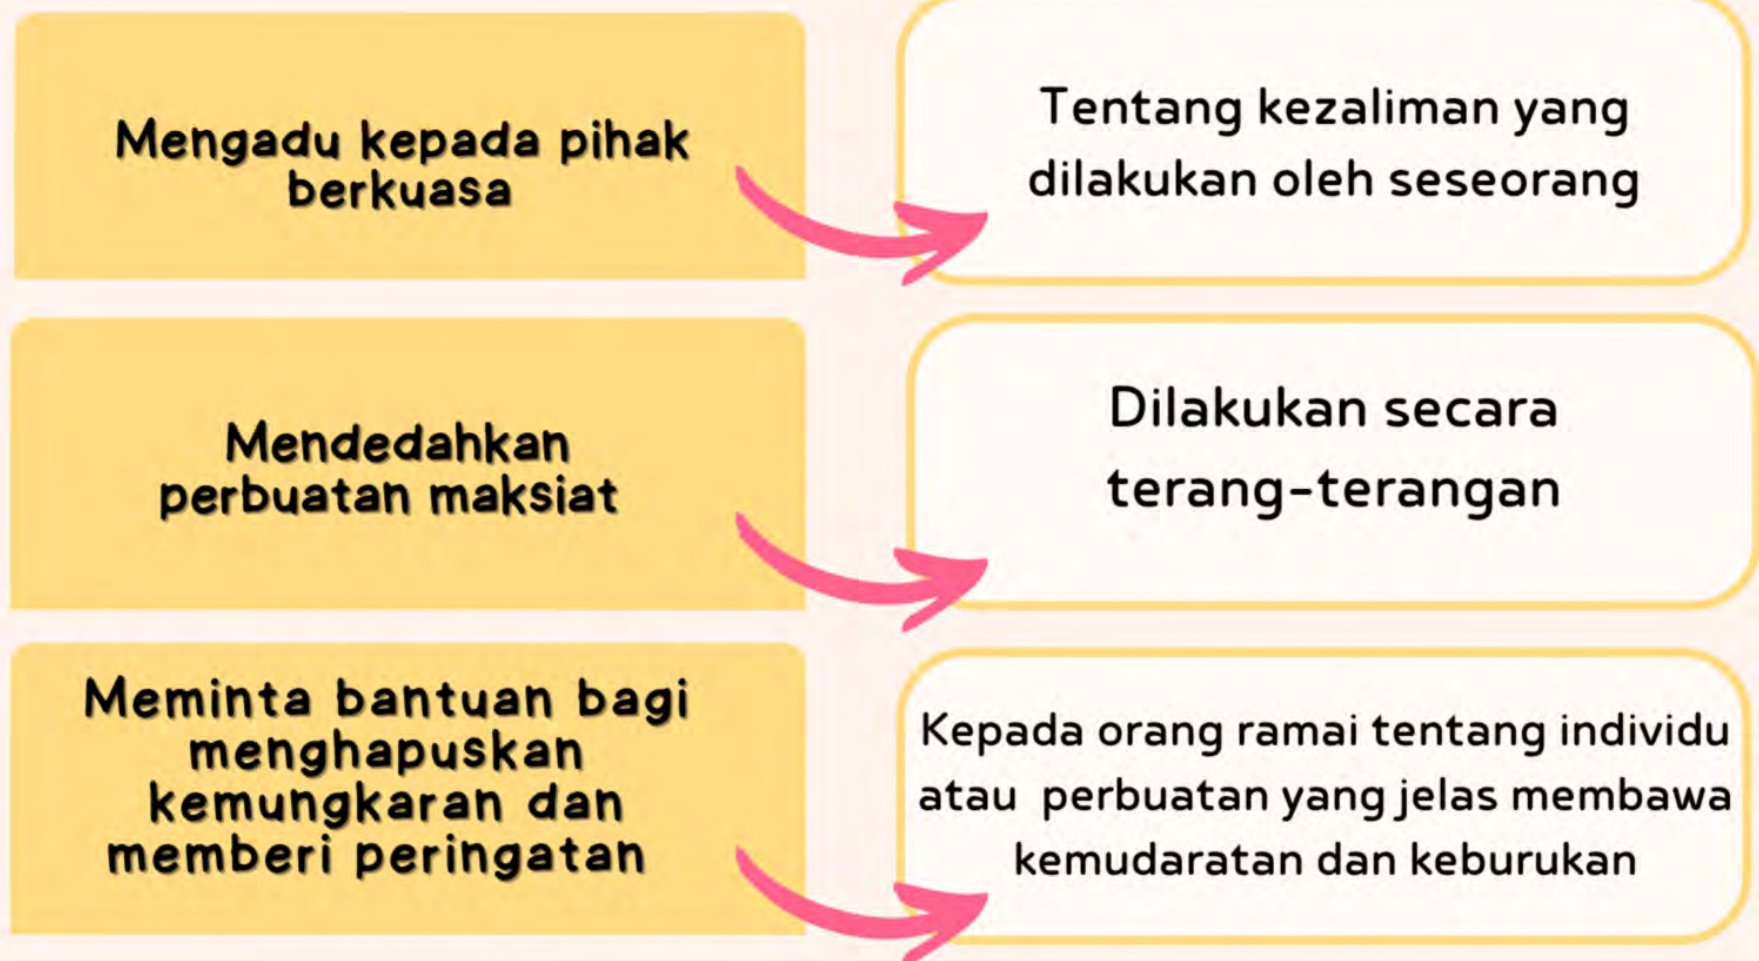 Mengadu kepada pihak
berkuasa
Tentang kezaliman yang
dilakukan oleh seseorang
Mendedahkan
perbuatan maksiat
Dilakukan secara
terang-terangan
Meminta bantuan bagi
menghapuskan
kemungkaran dan
memberi peringatan
Kepada orang ramai tentang individu
atau perbuatan yang jelas membawa
kemudaratan dan keburukan